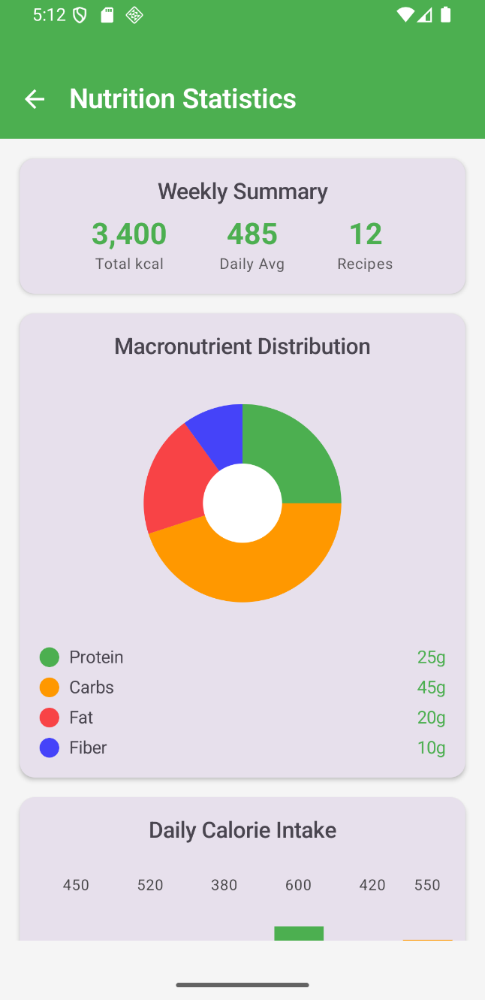 5:12
Nutrition Statistics
Weekly Summary
3,400 485 12
Total kcal Daily Avg Recipes
Macronutrient Distribution
Protein 25g
Carbs 45g
Fat 20g
Fiber 10g
Daily Calorie Intake
450 520 380 600 420 550